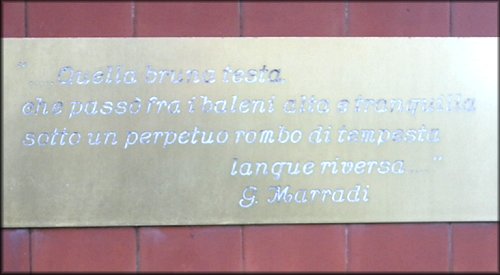 ".....Quella bruna testa
che passò fra i baleni alta e tranquilla
sotto un perpetuo rombo di tempesta
langue riversa....."
G. Marradi